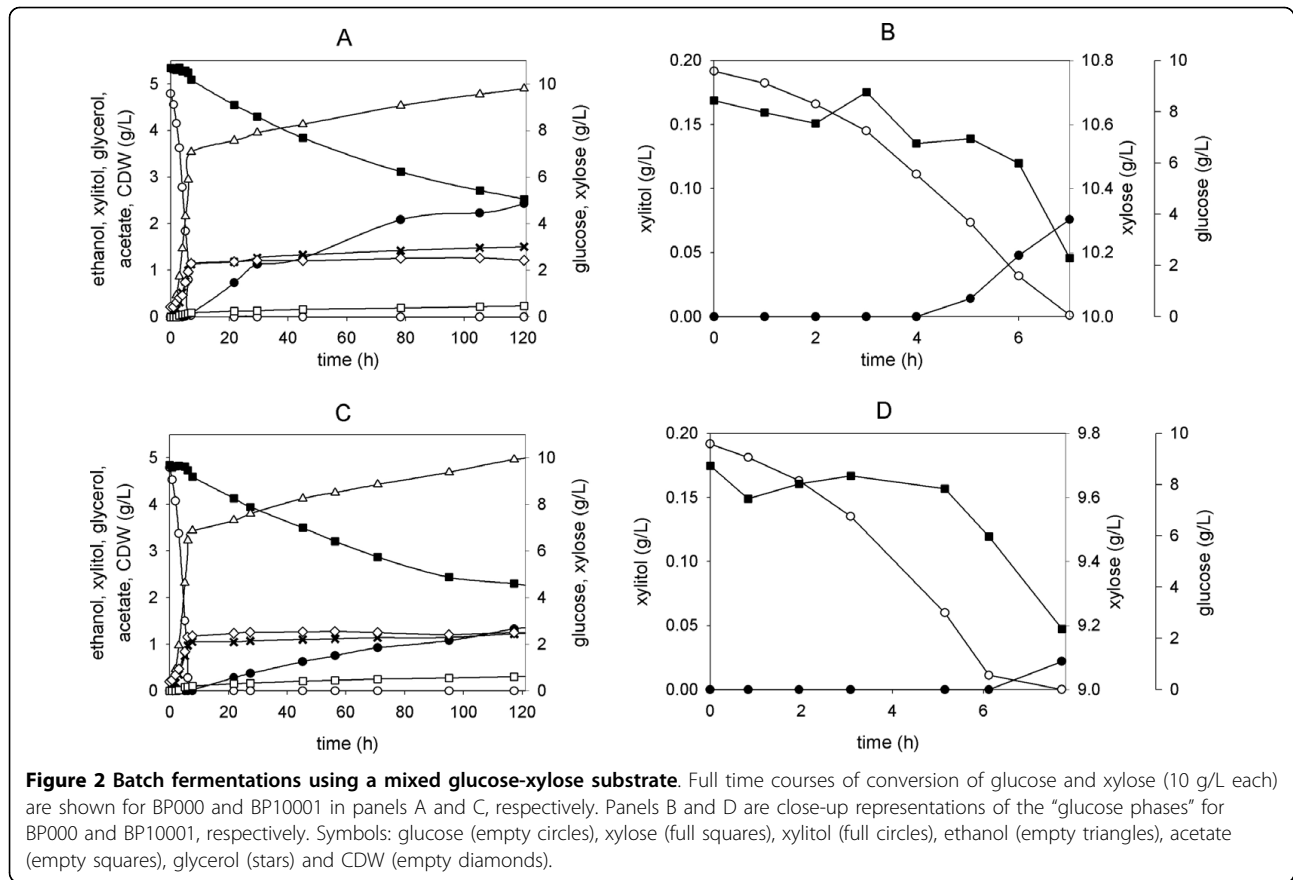 A
ethanol, xylitol, glycerol,
acetate, CDW (g/L)
5
4
3
2
1
0
10
8
6
4
2
0
glucose, xylose (g/L)
0 20 40 60 80 100 120
time (h)
B
xylitol (g/L)
0.20
0.15
0.10
0.05
0.00
10.8
10.6
10.4
10.2
10.0
xylose (g/L)
10
8
6
4
2
0
glucose (g/L)
0 2 4 6
time (h)
C
ethanol, xylitol, glycerol,
acetate, CDW (g/L)
5
4
3
2
1
0
10
8
6
4
2
0
glucose, xylose (g/L)
0 20 40 60 80 100 120
time (h)
D
xylitol (g/L)
0.20
0.15
0.10
0.05
0.00
9.8
9.6
9.4
9.2
9.0
xylose (g/L)
10
8
6
4
2
0
glucose (g/L)
0 2 4 6
time (h)
Figure 2 Batch fermentations using a mixed glucose-xylose substrate. Full time courses of conversion of glucose and xylose (10 g/L each)
are shown for BP000 and BP10001 in panels A and C, respectively. Panels B and D are close-up representations of the “glucose phases” for
BP000 and BP10001, respectively. Symbols: glucose (empty circles), xylose (full squares), xylitol (full circles), ethanol (empty triangles), acetate
(empty squares), glycerol (stars) and CDW (empty diamonds).